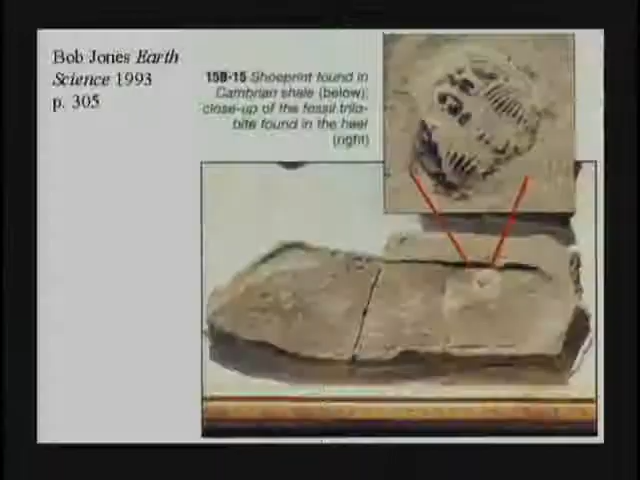 Bob Jones Earth
Science 1993
p. 305
15B-15 Shoeprint found in
Cambrian shale (below);
close-up of the fossil trilo-
bite found in the heel
(right)